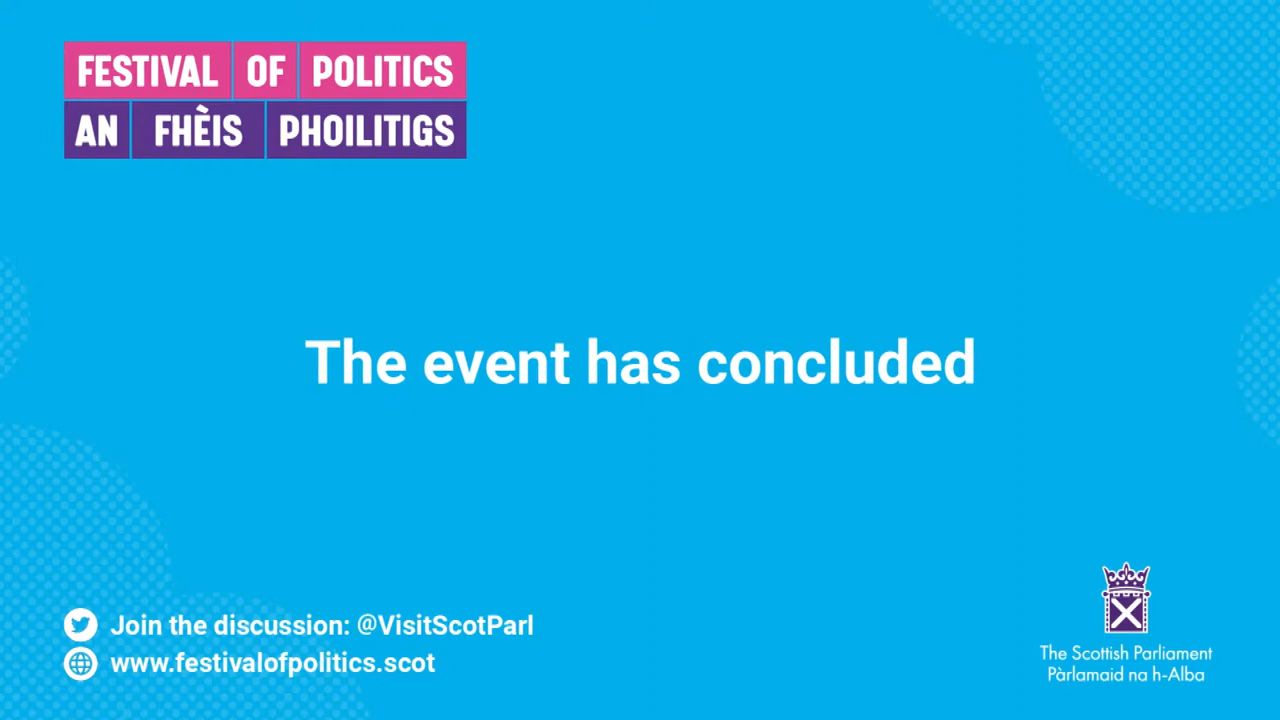 FESTIVAL OF POLITICS
AN FHÈIS PHOILITIGS
The event has concluded
Join the discussion: @VisitScotParl
www.festivalofpolitics.scot
The Scottish Parliament
Pàrlamaid na h-Alba